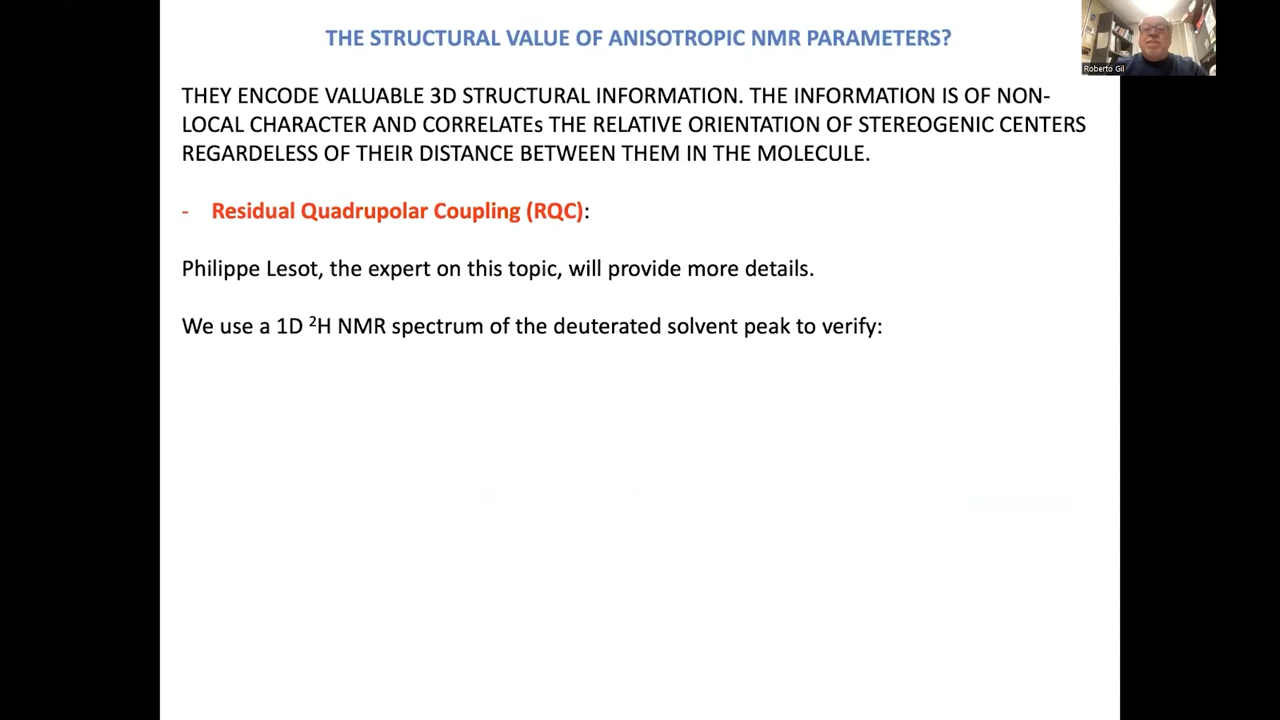 THE STRUCTURAL VALUE OF ANISOTROPIC NMR PARAMETERS?
Roberto Gil
THEY ENCODE VALUABLE 3D STRUCTURAL INFORMATION. THE INFORMATION IS OF NON-
LOCAL CHARACTER AND CORRELATEs THE RELATIVE ORIENTATION OF STEREOGENIC CENTERS
REGARDELESS OF THEIR DISTANCE BETWEEN THEM IN THE MOLECULE.
- Residual Quadrupolar Coupling (RQC):
Philippe Lesot, the expert on this topic, will provide more details.
We use a 1D ²H NMR spectrum of the deuterated solvent peak to verify: